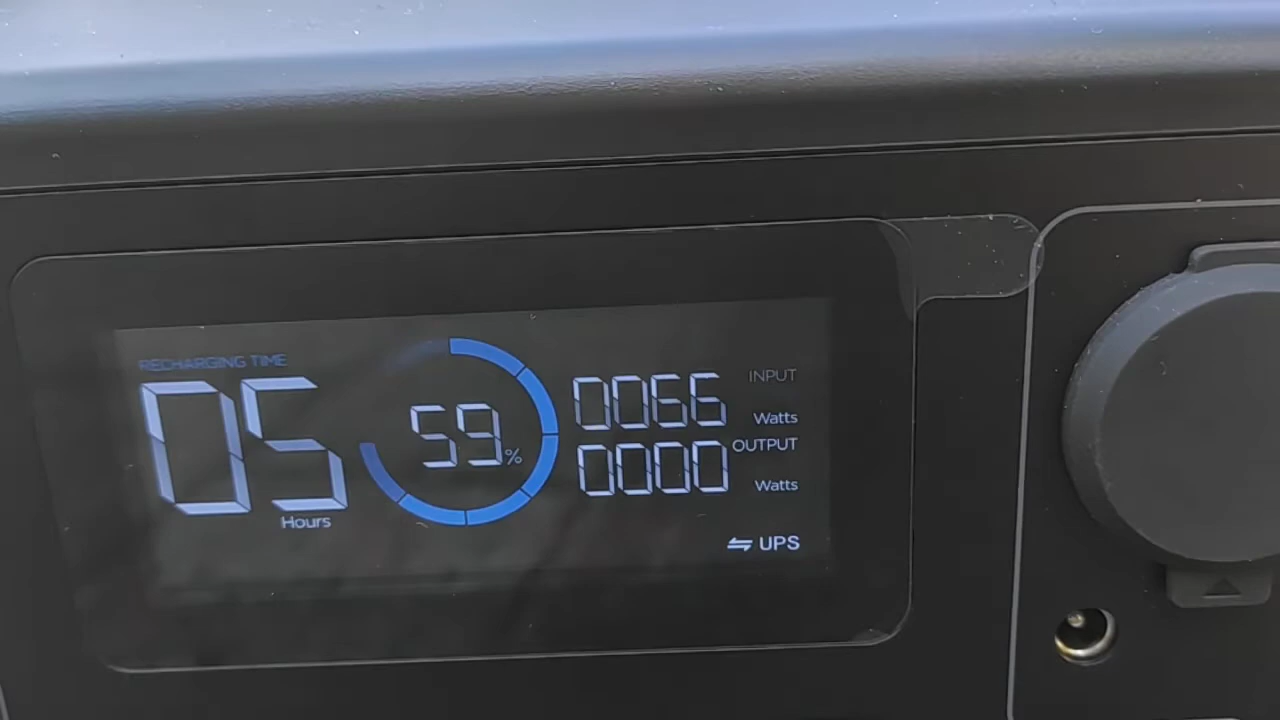 RECHARGING TIME
05
Hours
59%
0066 INPUT
Watts
0000 OUTPUT
Watts
⇋ UPS